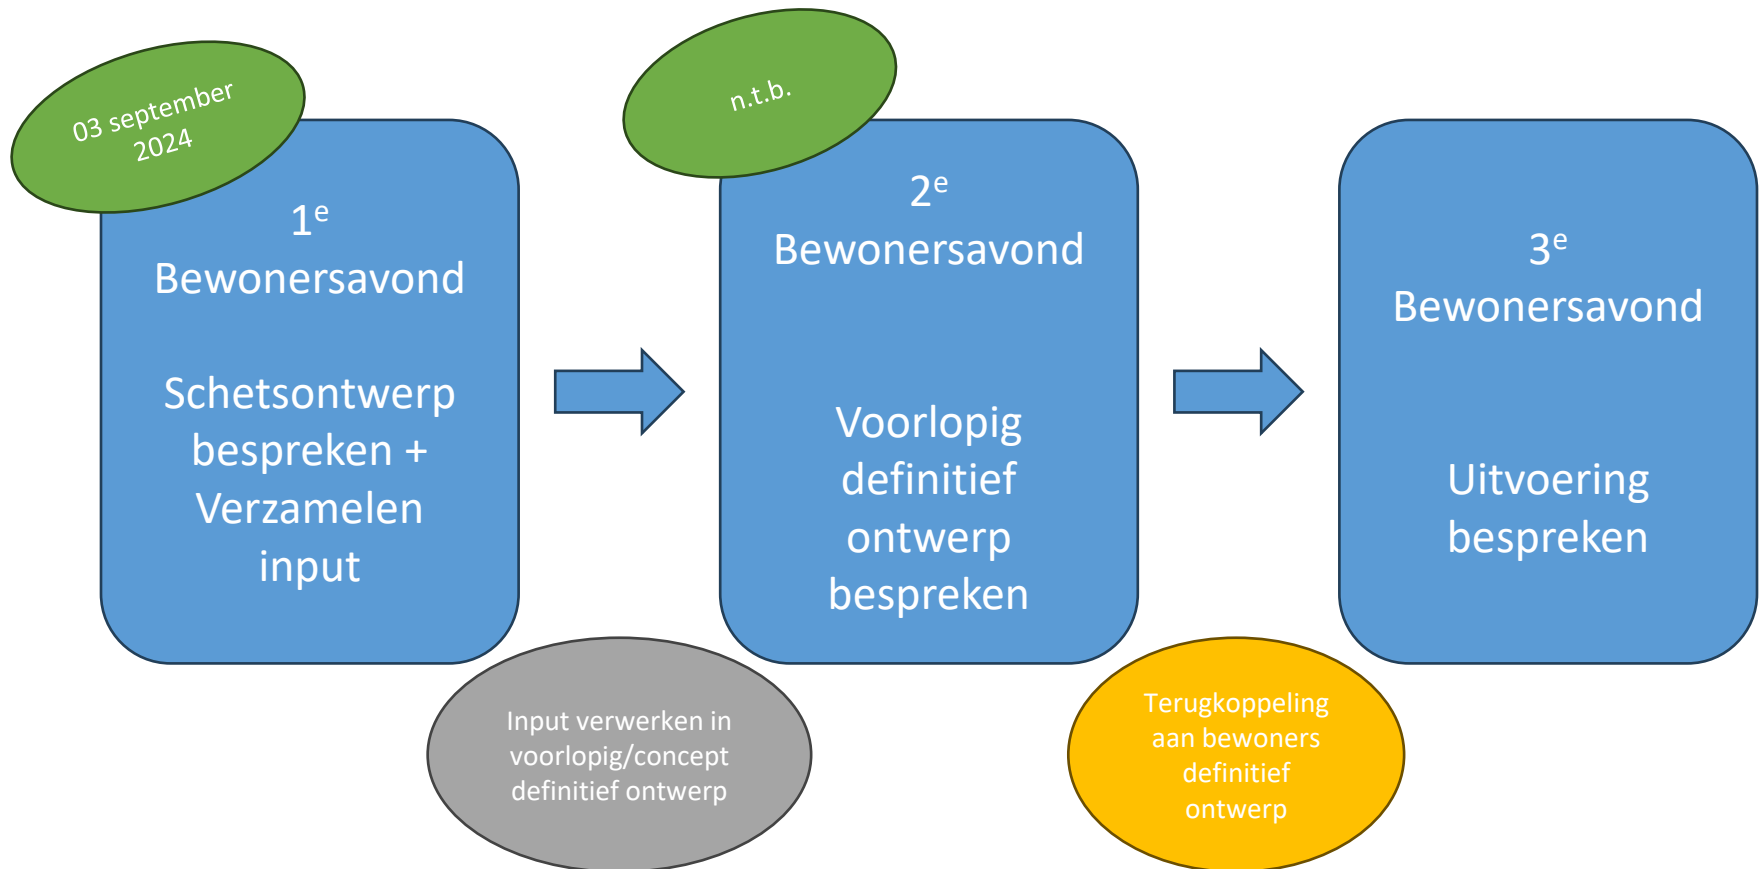 03 september
2024
1e
Bewonersavond
Schetsontwerp
bespreken +
Verzamelen
input
Input verwerken in
voorlopig/concept
definitief ontwerp
n.t.b.
2e
Bewonersavond
Voorlopig
definitief
ontwerp
bespreken
Terugkoppeling
aan bewoners
definitief
ontwerp
3e
Bewonersavond
Uitvoering
bespreken